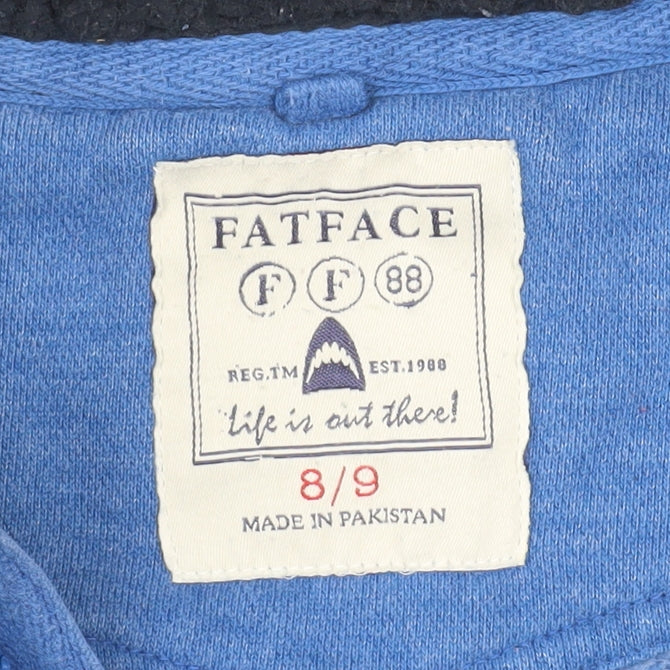 FATFACE
F F 88
REG.TM EST.1988
Life is out there!
8/9
MADE IN PAKISTAN